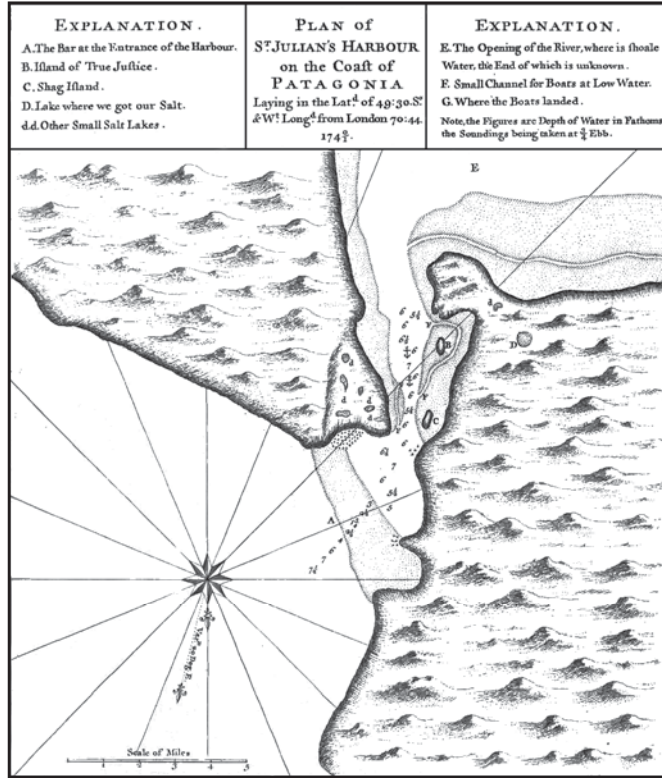 EXPLANATION.
A. The Bar at the Entrance of the Harbour.
B. Iſland of True Juſtice.
C. Shag Iſland.
D. Lake where we got our Salt.
d.d. Other Small Salt Lakes.
PLAN of
Sᵀ. JULIAN'S HARBOUR
on the Coaſt of
PATAGONIA
Laying in the Latᵈ. of 49:30. Sᵒ.
& Wᵗ. Longᵈ. from London 70:44.
EXPLANATION.
E. The Opening of the River, where is ſhoale
Water, the End of which is unknown.
F. Small Channel for Boats at Low Water.
G. Where the Boats landed.
Note, the Figures are Depth of Water in Fathoms
the Soundings being taken at ¾ Ebb.
E
d
D
B
C
d
d
d
d
A
Scale of Miles
1 2 3 4 5